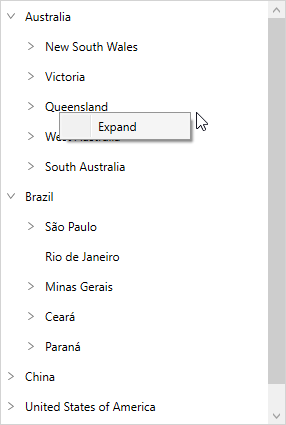 Australia
New South Wales
Victoria
Queensland
Expand
South Australia
Brazil
São Paulo
Rio de Janeiro
Minas Gerais
Ceará
Paraná
China
United States of America